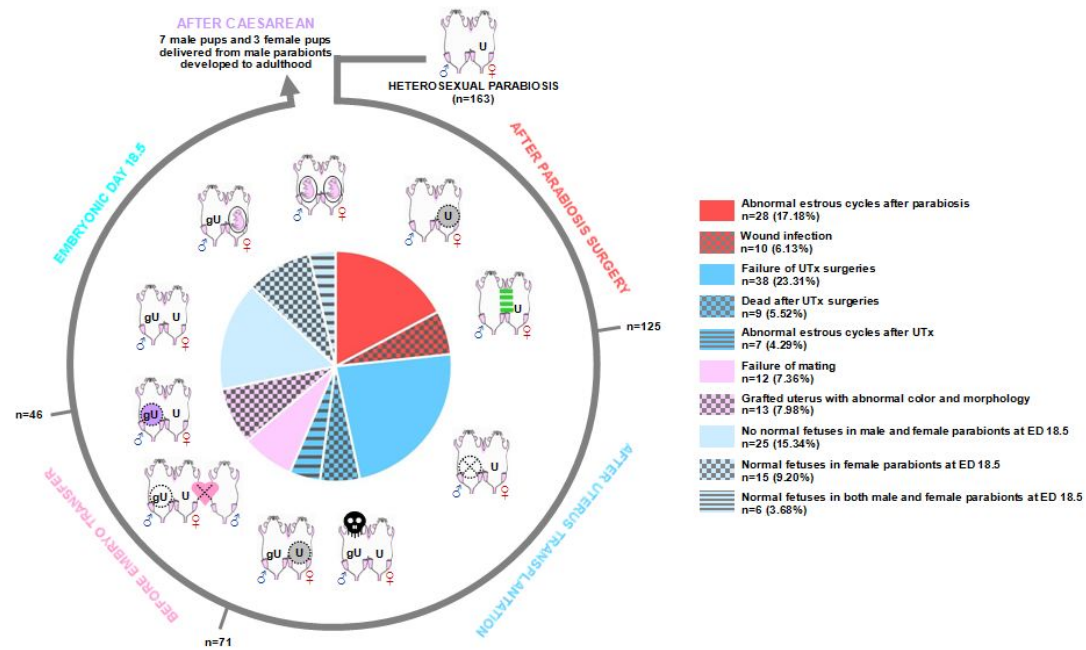 AFTER CAESAREAN
7 male pups and 3 female pups
delivered from male parabionts
developed to adulthood
U
♂ ♀
HETEROSEXUAL PARABIOSIS
(n=163)
AFTER PARABIOSIS SURGERY
EMBRYONIC DAY 18.5
♂ ♀
gU
♂ ♀
U
♂ ♀
U
♂ ♀
gU U
♂ ♀
n=125
gU U
♂ ♀
n=46
U
♂ ♀
gU U
♂ ♀ ♂
gU U
♂ ♀
gU U
♂ ♀
BEFORE EMBRYO TRANSFER
AFTER UTERUS TRANSPLANTATION
n=71
Abnormal estrous cycles after parabiosis
n=28 (17.18%)
Wound infection
n=10 (6.13%)
Failure of UTx surgeries
n=38 (23.31%)
Dead after UTx surgeries
n=9 (5.52%)
Abnormal estrous cycles after UTx
n=7 (4.29%)
Failure of mating
n=12 (7.36%)
Grafted uterus with abnormal color and morphology
n=13 (7.98%)
No normal fetuses in male and female parabionts at ED 18.5
n=25 (15.34%)
Normal fetuses in female parabionts at ED 18.5
n=15 (9.20%)
Normal fetuses in both male and female parabionts at ED 18.5
n=6 (3.68%)